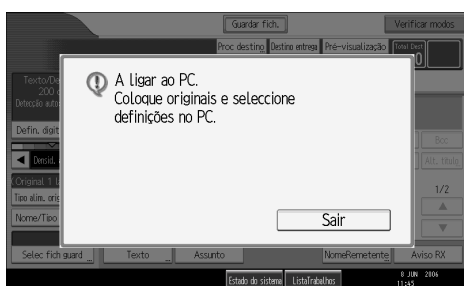 Guardar fich.
Verificar modos
Proc desting
Destino entrega
Pré-visualização
Total Dest
0
Texto/De
200
Detecção auto
Defin. digit
Densid.
Original 1 l
Tipo alim. orig
Nome/Tipo
A ligar ao PC.
Coloque originais e seleccione
definições no PC.
Sair
Bcc
Alt. título
1/2
Selec fich guard
Texto
Assunto
NomeRemetente
Aviso RX
Estado do sistema
ListaTrabalhos
8 JUN 2006
11:45